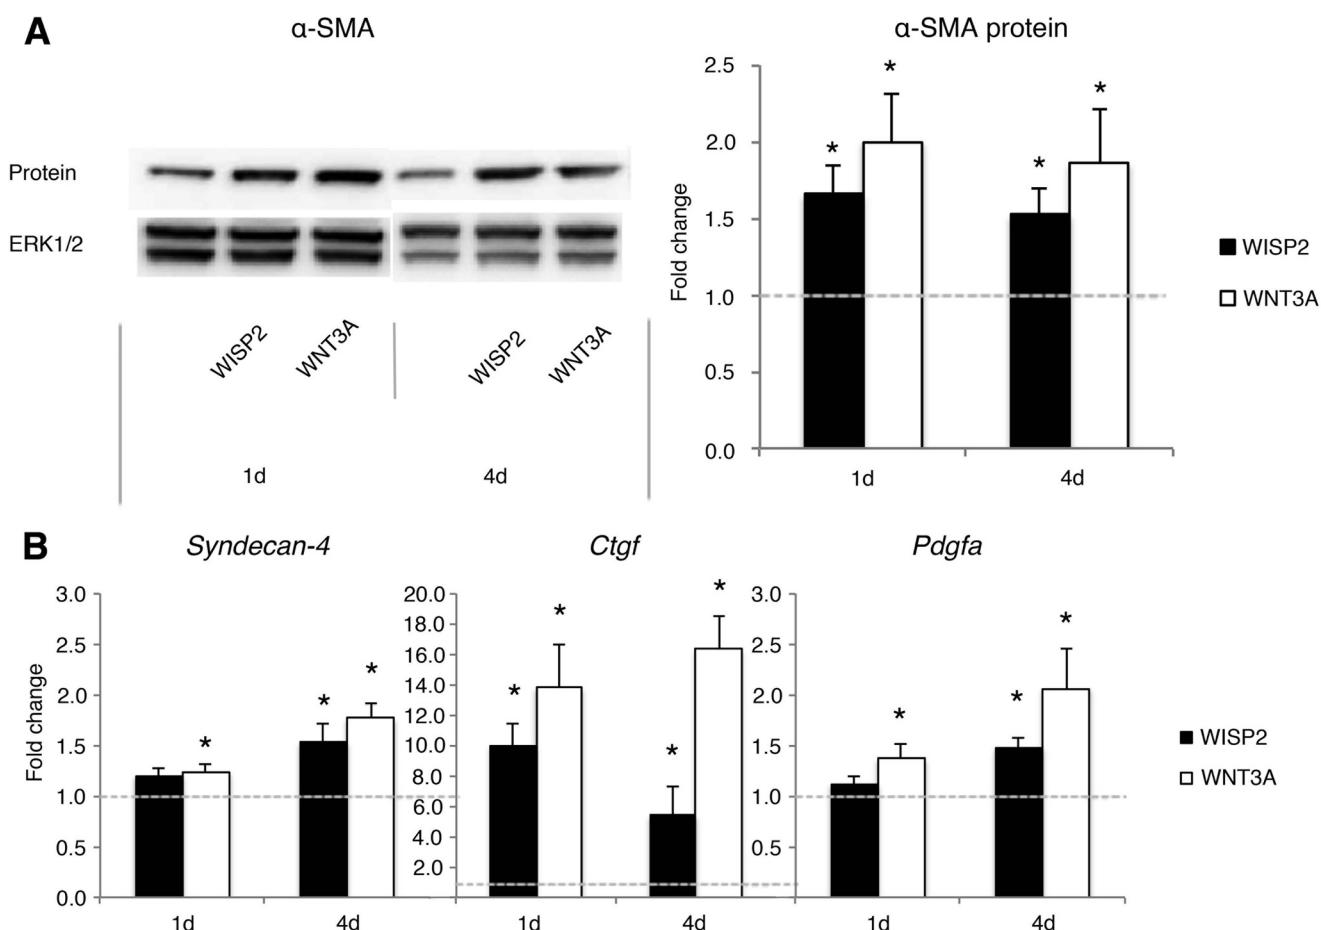 A
α-SMA
Protein
ERK1/2
WISP2
WNT3A
WISP2
WNT3A
1d
4d
α-SMA protein
Fold change
2.5
2.0
1.5
1.0
0.5
0.0
*
*
*
*
1d
4d
WISP2
WNT3A
B
Syndecan-4
Fold change
3.0
2.5
2.0
1.5
1.0
0.5
0.0
*
*
*
1d
4d
Ctgf
20.0
18.0
16.0
14.0
12.0
10.0
8.0
6.0
4.0
2.0
*
*
*
*
1d
4d
Pdgfa
3.0
2.5
2.0
1.5
1.0
0.5
*
*
*
1d
4d
WISP2
WNT3A